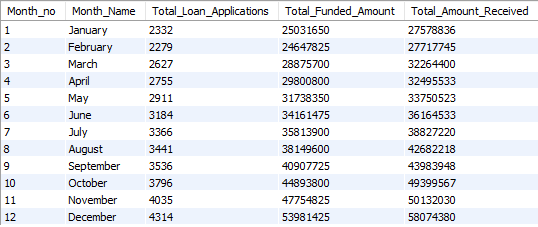 Month_no Month_Name Total_Loan_Applications Total_Funded_Amount Total_Amount_Received
1 January 2332 25031650 27578836
2 February 2279 24647825 27717745
3 March 2627 28875700 32264400
4 April 2755 29800800 32495533
5 May 2911 31738350 33750523
6 June 3184 34161475 36164533
7 July 3366 35813900 38827220
8 August 3441 38149600 42682218
9 September 3536 40907725 43983948
10 October 3796 44893800 49399567
11 November 4035 47754825 50132030
12 December 4314 53981425 58074380